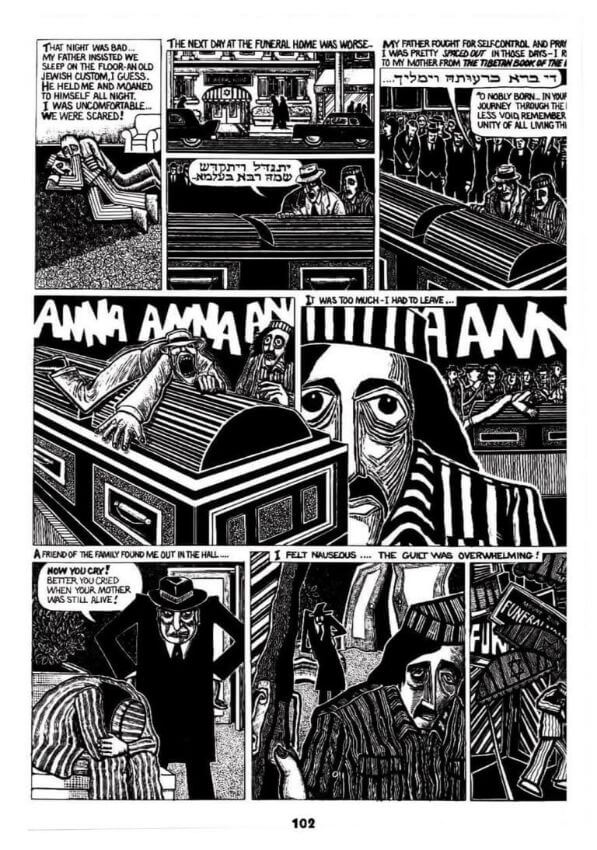 THAT NIGHT WAS BAD...
MY FATHER INSISTED WE
SLEEP ON THE FLOOR-AN OLD
JEWISH CUSTOM, I GUESS.
HE HELD ME AND MOANED
TO HIMSELF ALL NIGHT.
I WAS UNCOMFORTABLE...
WE WERE SCARED!
THE NEXT DAY AT THE FUNERAL HOME WAS WORSE..
יתגדל ויתקדש
שמה רבא בעלמא..
MY FATHER FOUGHT FOR SELF-CONTROL AND
I WAS PRETTY SPACED OUT IN THOSE DAYS-I
TO MY MOTHER FROM THE TIBETAN BOOK OF THE
די ברא כרעותה וימליך....
"O NOBLY BORN... IN
JOURNEY THROUGH THE
LESS VOID, REMEMBER
UNITY OF ALL LIVING
ANNA ANNA AN
IT WAS TOO MUCH-I HAD TO LEAVE...
A ANN
A FRIEND OF THE FAMILY FOUND ME OUT IN THE HALL....
NOW YOU CRY!
BETTER YOU CRIED
WHEN YOUR MOTHER
WAS STILL ALIVE!
I FELT NAUSEOUS .... THE GUILT WAS OVERWHELMING!
FUNERAL
FUN
102